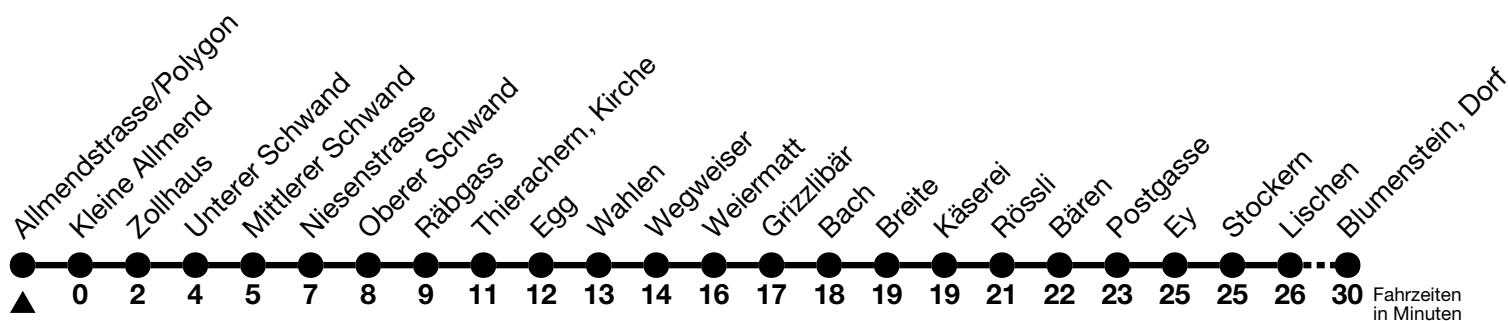 Allmendstrasse/Polygon
Kleine Allmend
Zollhaus
Unterer Schwand
Mittlerer Schwand
Niesenstrasse
Oberer Schwand
Räbgass
Thierachern, Kirche
Egg
Wahlen
Wegweiser
Weiermatt
Grizzlibär
Bach
Breite
Käserei
Rössli
Bären
Postgasse
Ey
Stockern
Lischen
Blumenstein, Dorf
0 2 4 5 7 8 9 11 12 13 14 16 17 18 19 19 21 22 23 25 25 26 30
Fahrzeiten
in Minuten